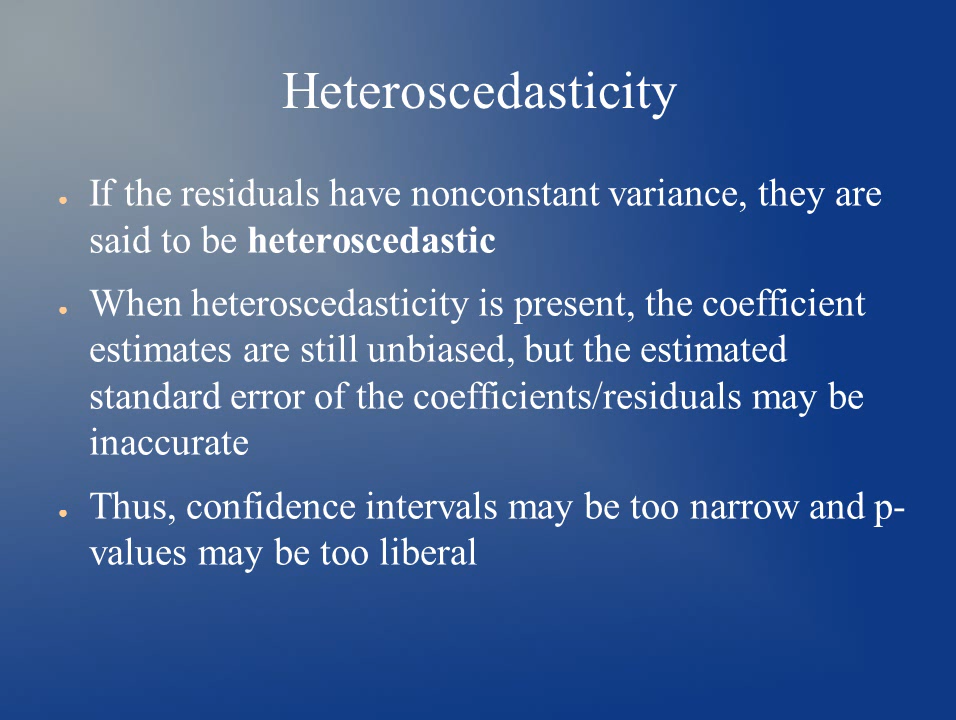 Heteroscedasticity
● If the residuals have nonconstant variance, they are
said to be heteroscedastic
● When heteroscedasticity is present, the coefficient
estimates are still unbiased, but the estimated
standard error of the coefficients/residuals may be
inaccurate
● Thus, confidence intervals may be too narrow and p-
values may be too liberal